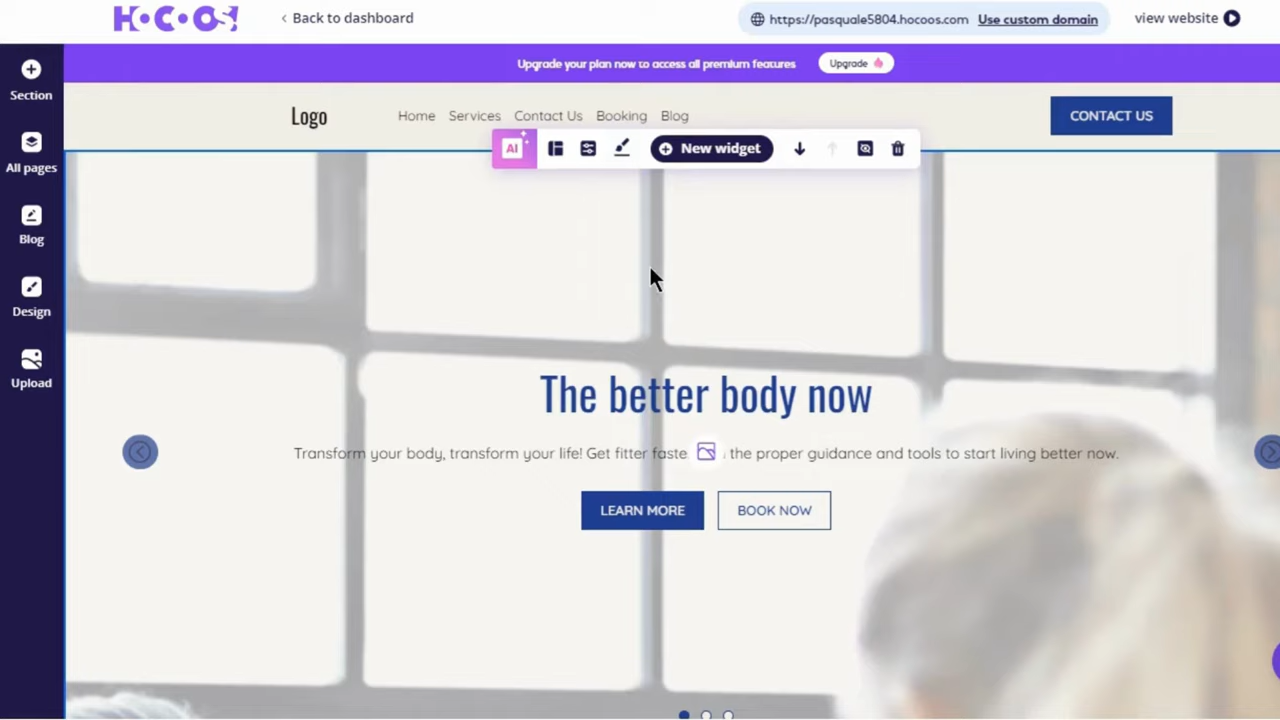 HOCOOS!
Back to dashboard
https://pasquale5804.hocoos.com Use custom domain
view website
Upgrade your plan now to access all premium features
Upgrade
Section
All pages
Blog
Design
Upload
Logo
Home Services Contact Us Booking Blog
CONTACT US
AI
New widget
The better body now
Transform your body, transform your life! Get fitter faste the proper guidance and tools to start living better now.
LEARN MORE
BOOK NOW